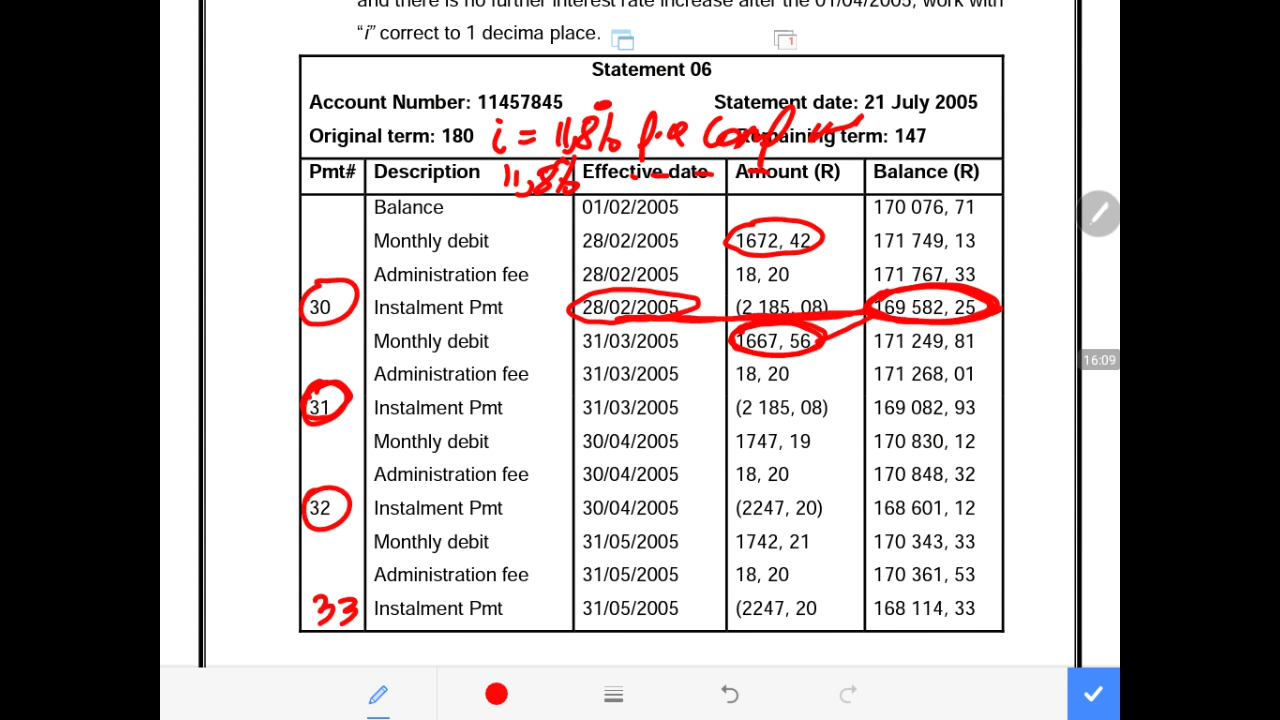 and there is no further interest rate increase after the 01/04/2005, work with
“i” correct to 1 decima place.
1
Statement 06
Account Number: 11457845 Statement date: 21 July 2005
Original term: 180 i = 11,8% p.a Remaining term: 147
11,8%
Pmt# Description Effective date Amount (R) Balance (R)
Balance 01/02/2005 170 076, 71
Monthly debit 28/02/2005 1672, 42 171 749, 13
Administration fee 28/02/2005 18, 20 171 767, 33
30 Instalment Pmt 28/02/2005 (2 185, 08) 169 582, 25
Monthly debit 31/03/2005 1667, 56 171 249, 81
Administration fee 31/03/2005 18, 20 171 268, 01
31 Instalment Pmt 31/03/2005 (2 185, 08) 169 082, 93
Monthly debit 30/04/2005 1747, 19 170 830, 12
Administration fee 30/04/2005 18, 20 170 848, 32
32 Instalment Pmt 30/04/2005 (2247, 20) 168 601, 12
Monthly debit 31/05/2005 1742, 21 170 343, 33
Administration fee 31/05/2005 18, 20 170 361, 53
33 Instalment Pmt 31/05/2005 (2247, 20 168 114, 33
16:09